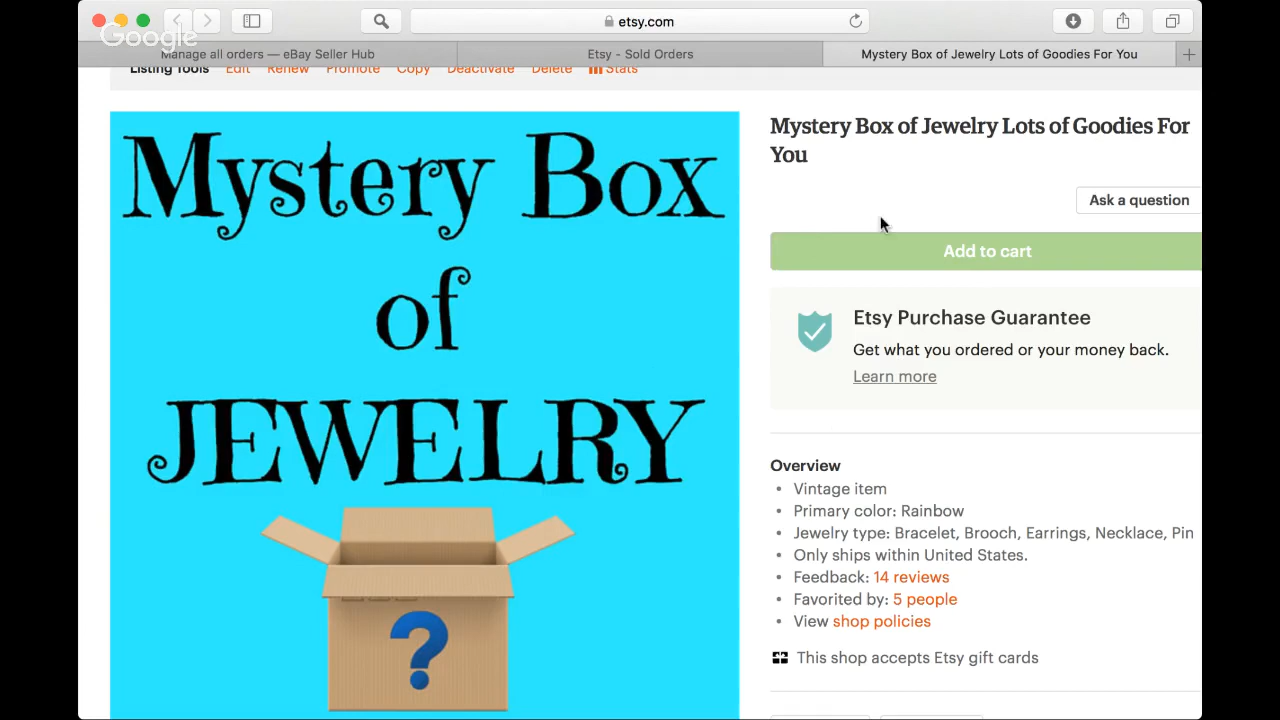 etsy.com
Google
Manage all orders — eBay Seller Hub
Etsy - Sold Orders
Mystery Box of Jewelry Lots of Goodies For You
Listing Tools Edit Renew Promote Copy Deactivate Delete Stats
Mystery Box
of
JEWELRY
?
Mystery Box of Jewelry Lots of Goodies For
You
Ask a question
Add to cart
Etsy Purchase Guarantee
Get what you ordered or your money back.
Learn more
Overview
• Vintage item
• Primary color: Rainbow
• Jewelry type: Bracelet, Brooch, Earrings, Necklace, Pin
• Only ships within United States.
• Feedback: 14 reviews
• Favorited by: 5 people
• View shop policies
This shop accepts Etsy gift cards